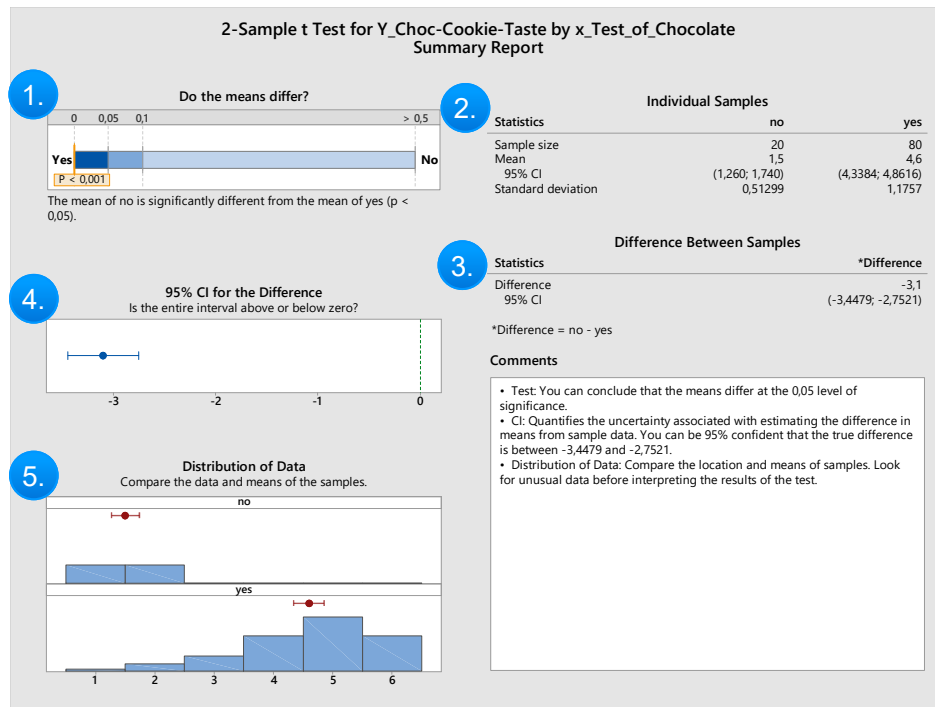 2-Sample t Test for Y_Choc-Cookie-Taste by x_Test_of_Chocolate
Summary Report
1.
Do the means differ?
0 0,05 0,1 > 0,5
Yes No
P < 0,001
The mean of no is significantly different from the mean of yes (p <
0,05).
2.
Individual Samples
Statistics no yes
Sample size 20 80
Mean 1,5 4,6
95% CI (1,260; 1,740) (4,3384; 4,8616)
Standard deviation 0,51299 1,1757
3.
Difference Between Samples
Statistics *Difference
Difference -3,1
95% CI (-3,4479; -2,7521)
*Difference = no - yes
4.
95% CI for the Difference
Is the entire interval above or below zero?
-3 -2 -1 0
Comments
• Test: You can conclude that the means differ at the 0,05 level of
significance.
• CI: Quantifies the uncertainty associated with estimating the difference in
means from sample data. You can be 95% confident that the true difference
is between -3,4479 and -2,7521.
• Distribution of Data: Compare the location and means of samples. Look
for unusual data before interpreting the results of the test.
5.
Distribution of Data
Compare the data and means of the samples.
no
yes
1 2 3 4 5 6